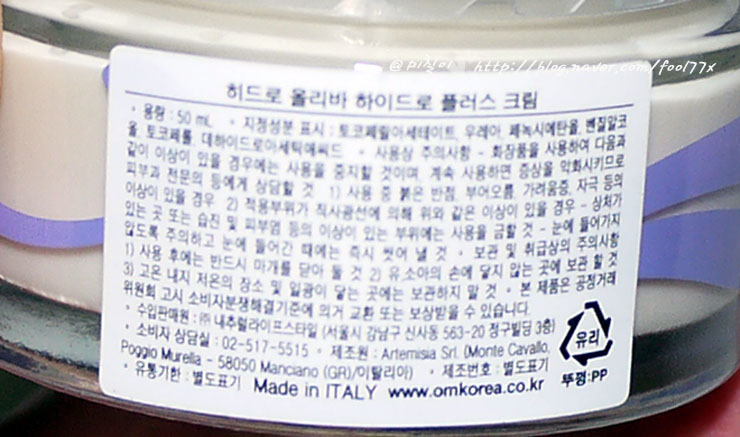 @미칠이 http://blog.naver.com/fool77x
히드로 올리바 하이드로 플러스 크림
• 용량 : 50 mL • 지정성분 표시 : 토코페릴아세테이트, 우레아, 페녹시에탄올, 벤질알코
올, 토코페롤, 데하이드로아세틱애씨드 • 사용상 주의사항 - 화장품을 사용하여 다음과
같이 이상이 있을 경우에는 사용을 중지할 것이며, 계속 사용하면 증상을 악화시키므로
피부과 전문의 등에게 상담할 것 1) 사용 중 붉은 반점, 부어오름, 가려움증, 자극 등의
이상이 있을 경우 2) 적용부위가 직사광선에 의해 위와 같은 이상이 있을 경우 - 상처가
있는 곳 또는 습진 및 피부염 등의 이상이 있는 부위에는 사용을 금할 것 - 눈에 들어가지
않도록 주의하고 눈에 들어간 때에는 즉시 씻어 낼 것 • 보관 및 취급상의 주의사항
1) 사용 후에는 반드시 마개를 닫아 둘 것 2) 유·소아의 손에 닿지 않는 곳에 보관 할 것
3) 고온 내지 저온의 장소 및 일광이 닿는 곳에는 보관하지 말 것 • 본 제품은 공정거래
위원회 고시 소비자분쟁해결기준에 의거 교환 또는 보상받을 수 있습니다.
• 수입판매원 : ㈜ 내추럴라이프스타일 (서울시 강남구 신사동 563-20 정구빌딩 3층)
• 소비자 상담실 : 02-517-5515 • 제조원 : Artemisia Srl. (Monte Cavallo,
Poggio Murella - 58050 Manciano (GR)/이탈리아) • 제조번호 : 별도표기
• 유통기한 : 별도표기 Made in ITALY www.omkorea.co.kr
유리
뚜껑:PP